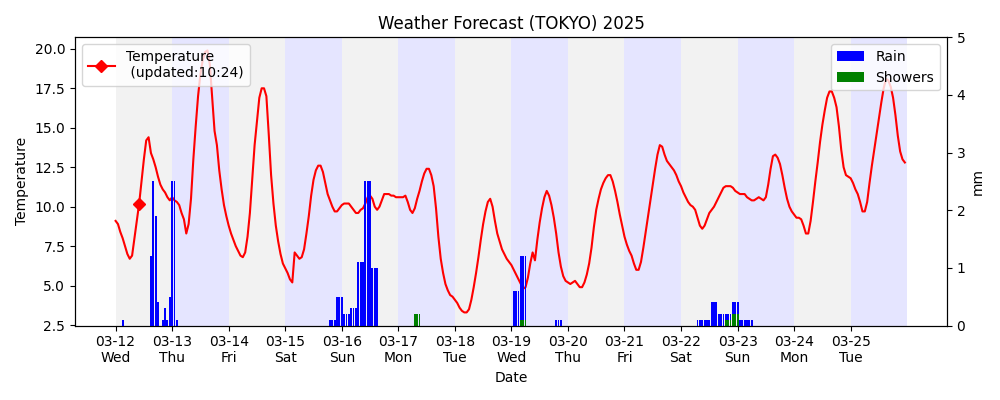 Weather Forecast (TOKYO) 2025
Temperature
(updated:10:24)
Rain
Showers
20.0
17.5
15.0
12.5
10.0
7.5
5.0
2.5
Temperature
5
4
3
2
1
0
mm
03-12 03-13 03-14 03-15 03-16 03-17 03-18 03-19 03-20 03-21 03-22 03-23 03-24 03-25
Wed Thu Fri Sat Sun Mon Tue Wed Thu Fri Sat Sun Mon Tue
Date